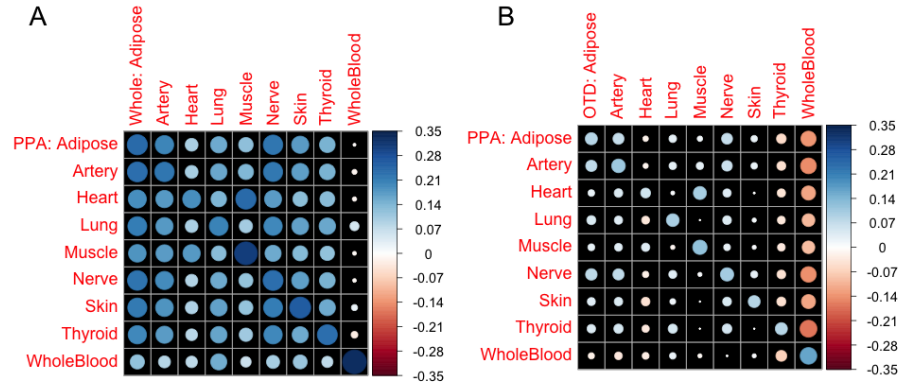 A
Whole: Adipose
Artery
Heart
Lung
Muscle
Nerve
Skin
Thyroid
WholeBlood
PPA: Adipose
Artery
Heart
Lung
Muscle
Nerve
Skin
Thyroid
WholeBlood
0.35
0.28
0.21
0.14
0.07
0
-0.07
-0.14
-0.21
-0.28
-0.35
B
OTD: Adipose
Artery
Heart
Lung
Muscle
Nerve
Skin
Thyroid
WholeBlood
PPA: Adipose
Artery
Heart
Lung
Muscle
Nerve
Skin
Thyroid
WholeBlood
0.35
0.28
0.21
0.14
0.07
0
-0.07
-0.14
-0.21
-0.28
-0.35